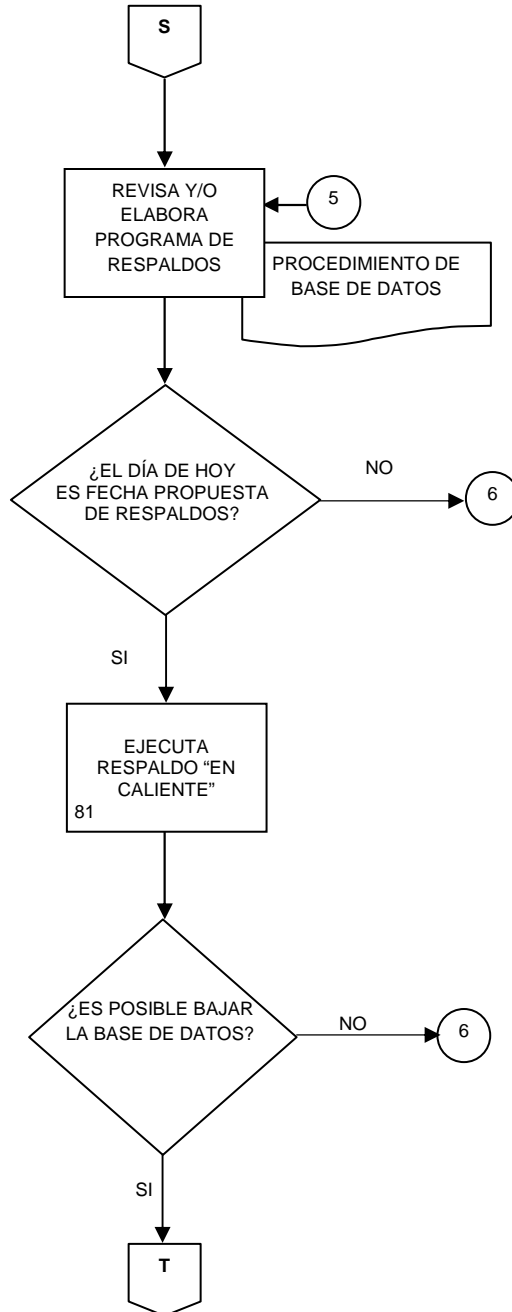 S
REVISA Y/O
ELABORA
PROGRAMA DE
RESPALDOS
5
PROCEDIMIENTO DE
BASE DE DATOS
¿EL DÍA DE HOY
ES FECHA PROPUESTA
DE RESPALDOS?
NO
6
SI
EJECUTA
RESPALDO “EN
CALIENTE”
81
¿ES POSIBLE BAJAR
LA BASE DE DATOS?
NO
6
SI
T